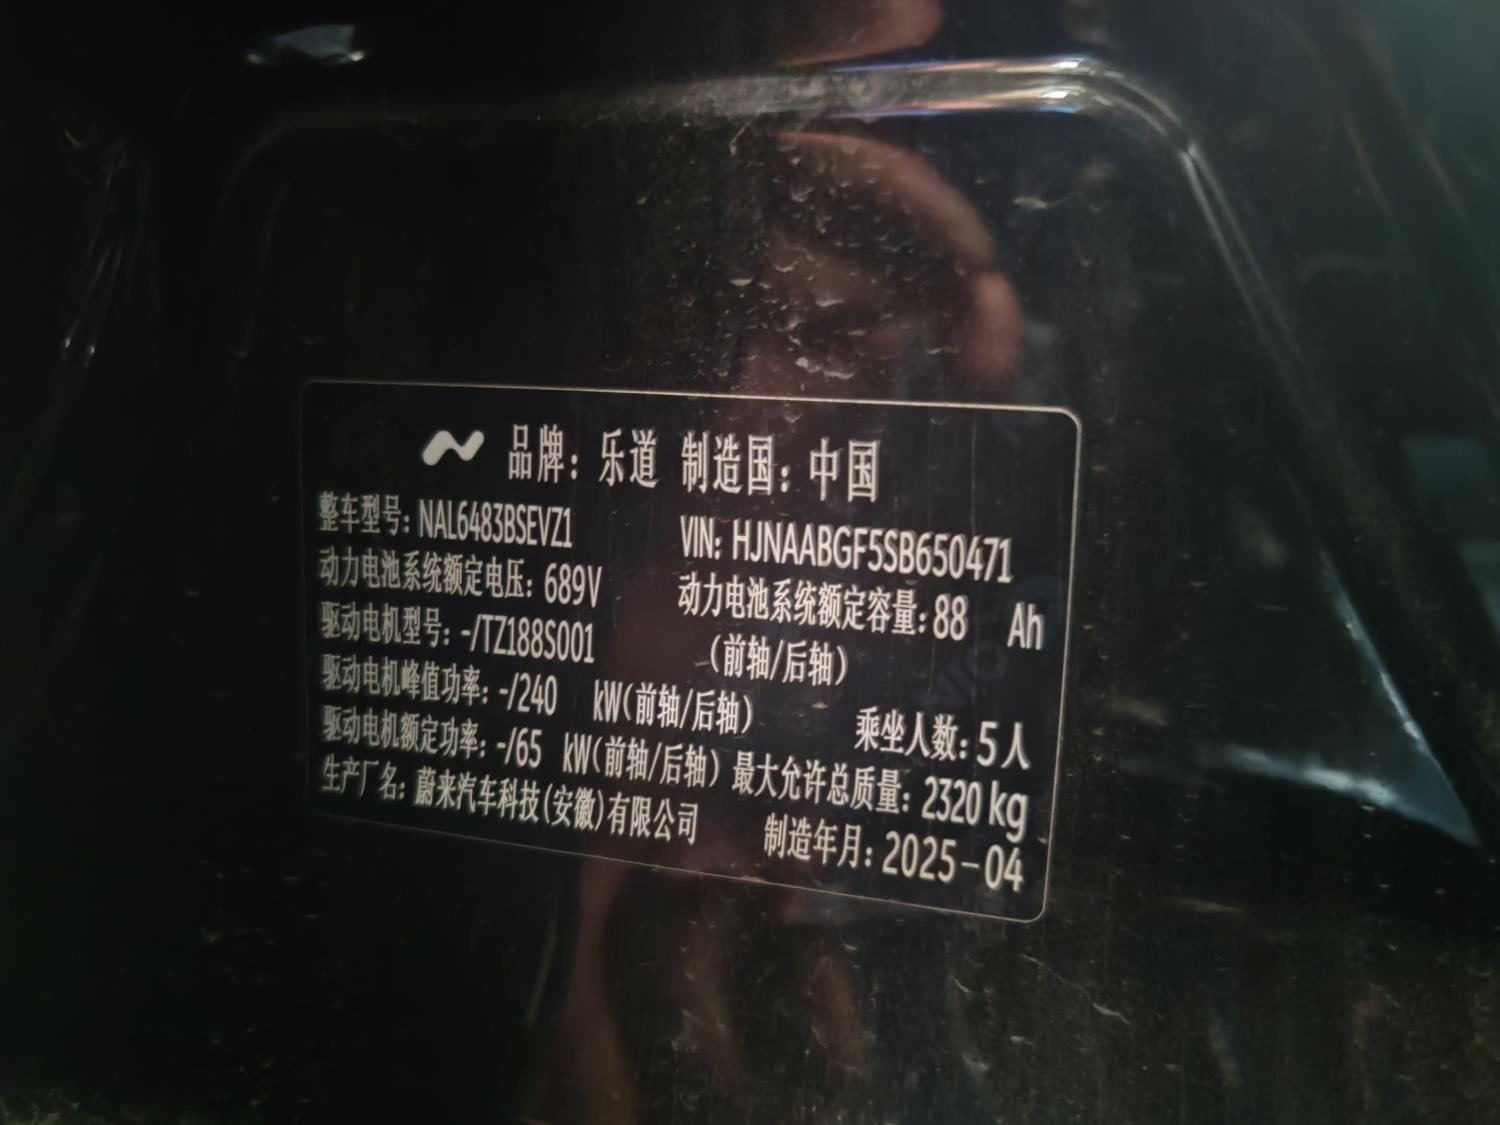 品牌：乐道 制造国：中国
整车型号：NAL6483BSEVZ1 VIN：HJNAABGF5SB650471
动力电池系统额定电压：689V 动力电池系统额定容量：88 Ah
驱动电机型号：-/TZ188S001 （前轴/后轴）
驱动电机峰值功率：-/240 kW（前轴/后轴） 乘坐人数：5人
驱动电机额定功率：-/65 kW（前轴/后轴）最大允许总质量：2320kg
生产厂名：蔚来汽车科技（安徽）有限公司 制造年月：2025-04